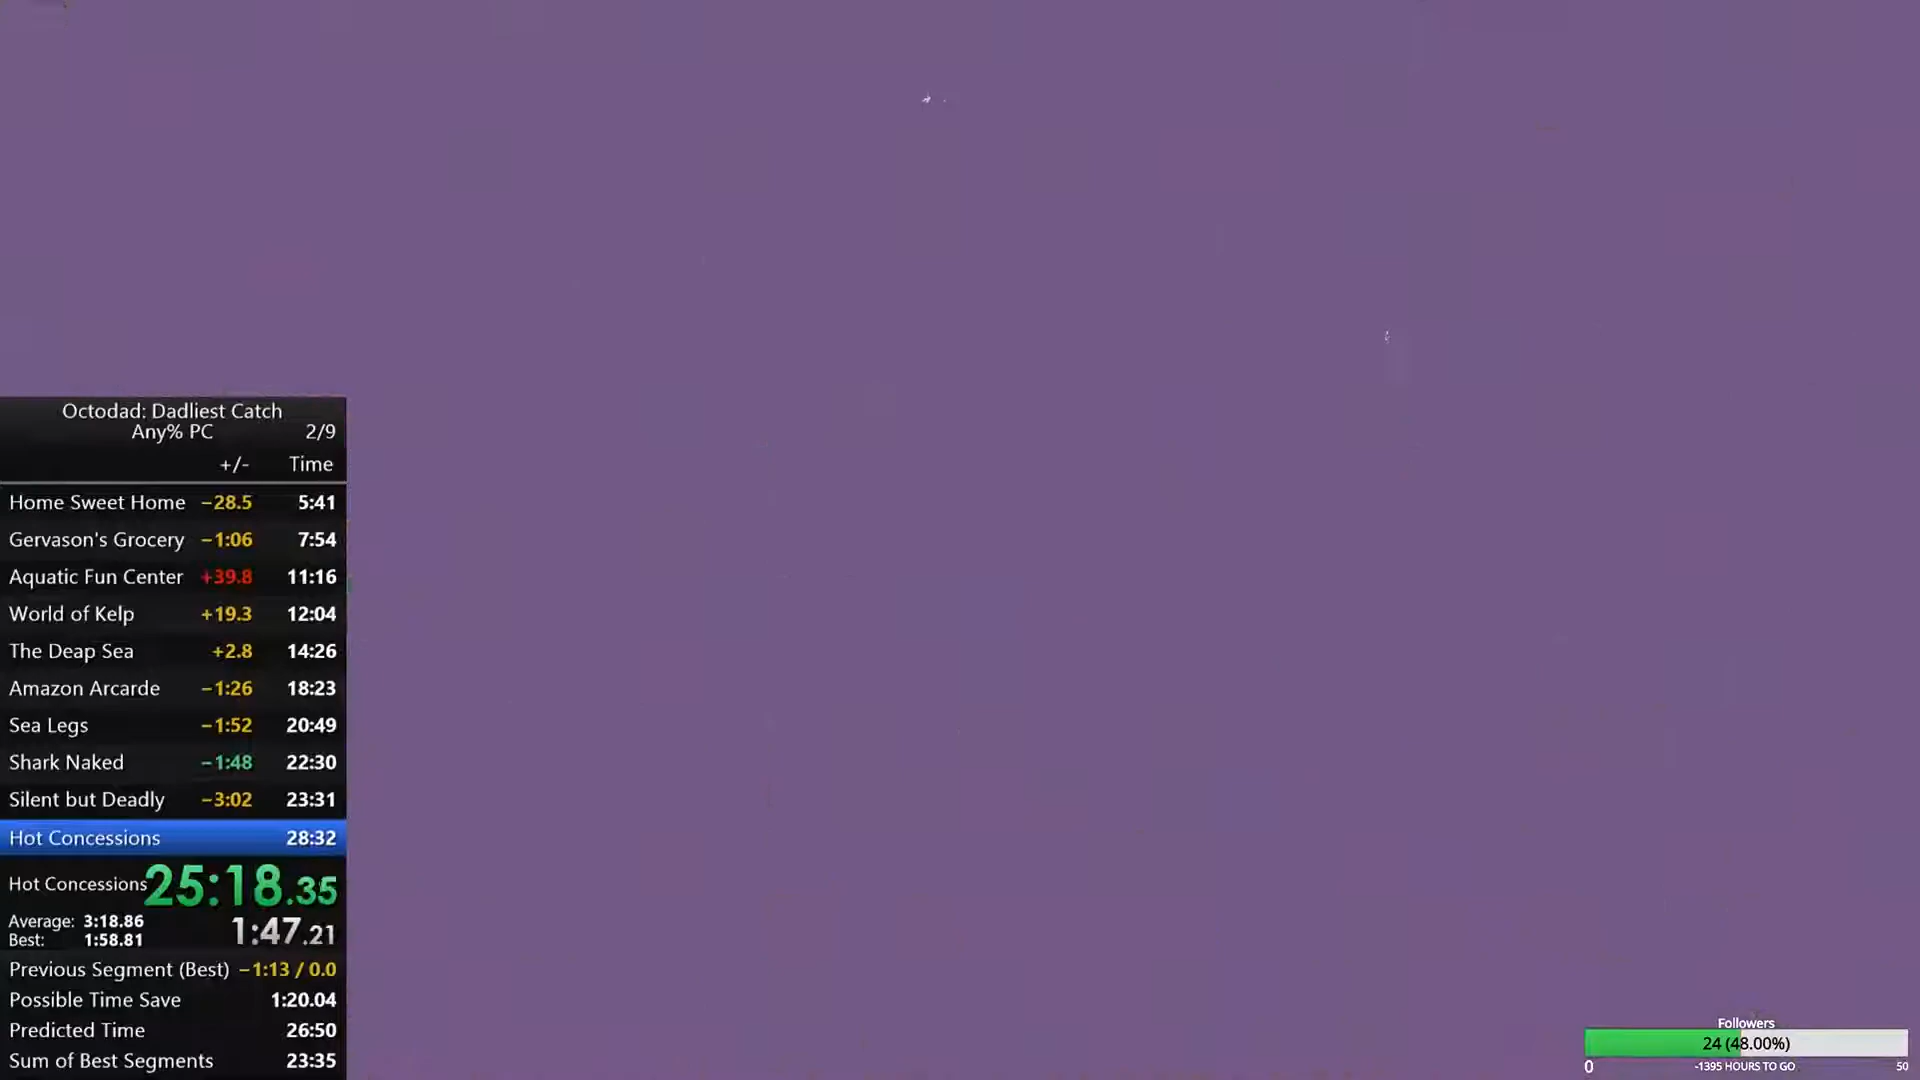 Octodad: Dadliest Catch
Any% PC 2/9
+/- Time
Home Sweet Home −28.5 5:41
Gervason's Grocery −1:06 7:54
Aquatic Fun Center +39.8 11:16
World of Kelp +19.3 12:04
The Deap Sea +2.8 14:26
Amazon Arcarde −1:26 18:23
Sea Legs −1:52 20:49
Shark Naked −1:48 22:30
Silent but Deadly −3:02 23:31
Hot Concessions 28:32
Hot Concessions 25:18.35
Average: 3:18.86
Best: 1:58.81
1:47.21
Previous Segment (Best) −1:13 / 0.0
Possible Time Save 1:20.04
Predicted Time 26:50
Sum of Best Segments 23:35
Followers
24 (48.00%)
0 -1395 HOURS TO GO 50